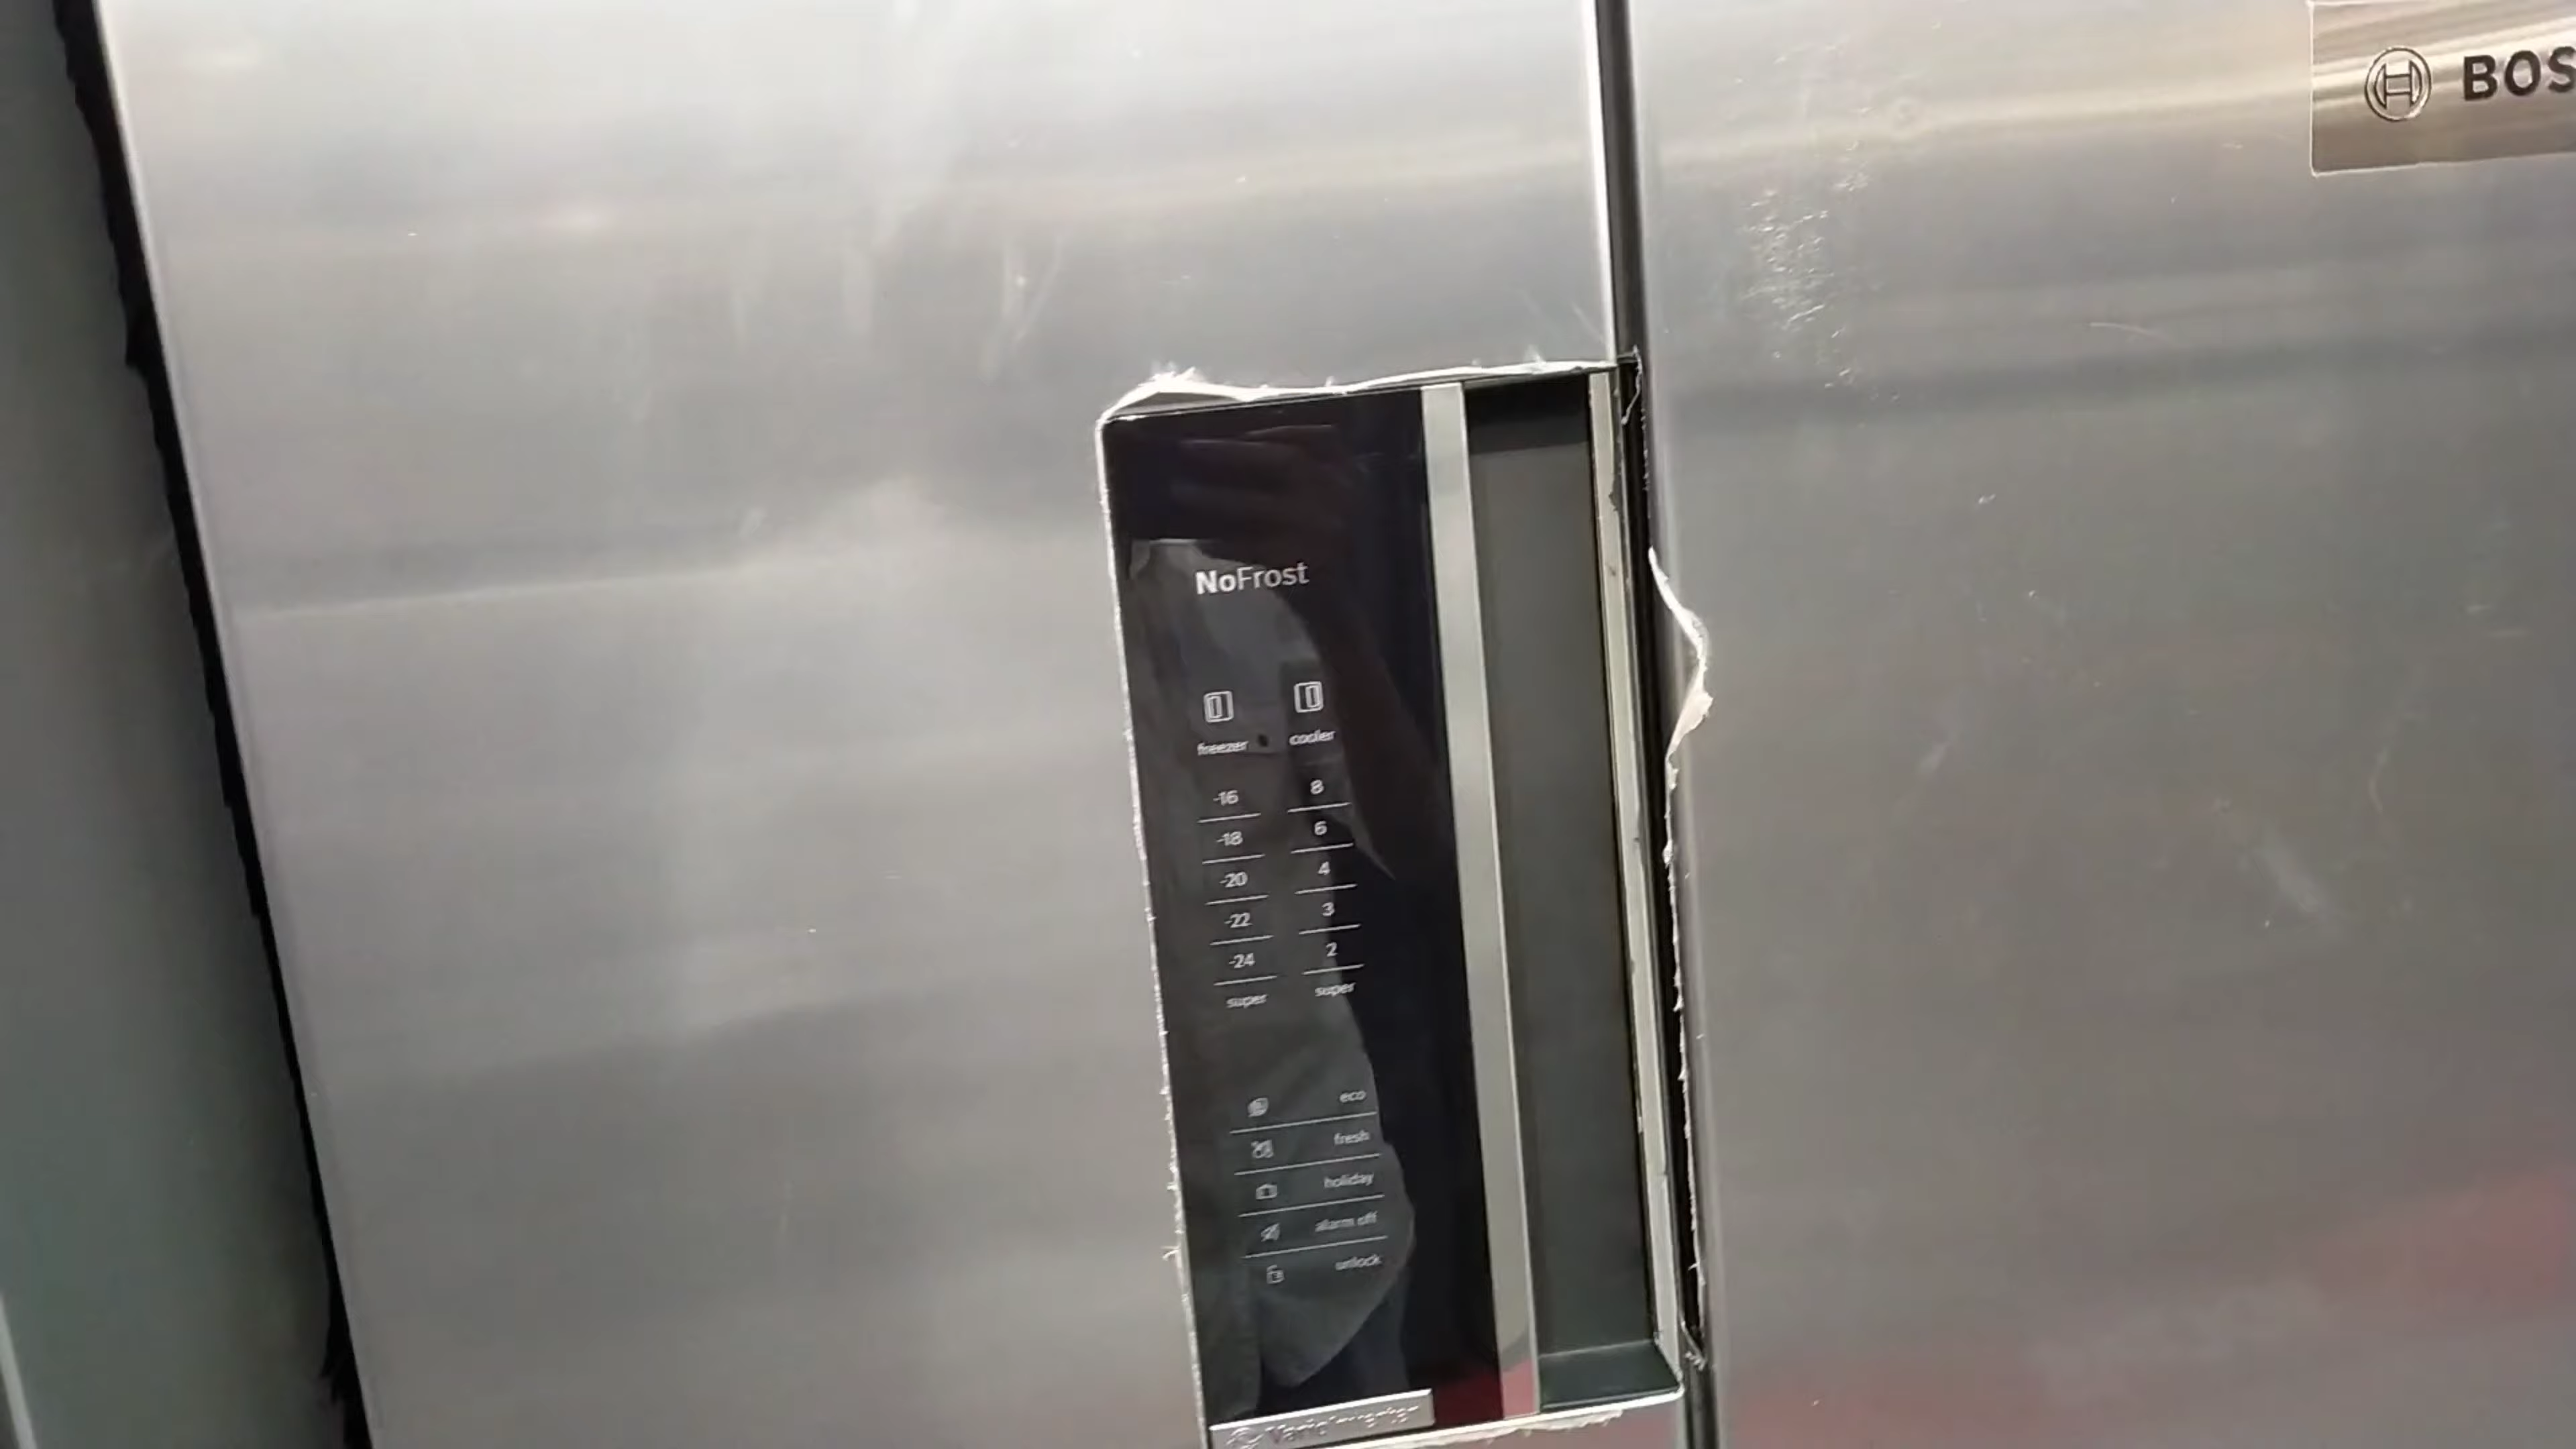 BOS
NoFrost
freezer cooler
-16 8
-18 6
-20 4
-22 3
-24 2
super super
eco
fresh
holiday
alarm off
unlock
VarioInverter